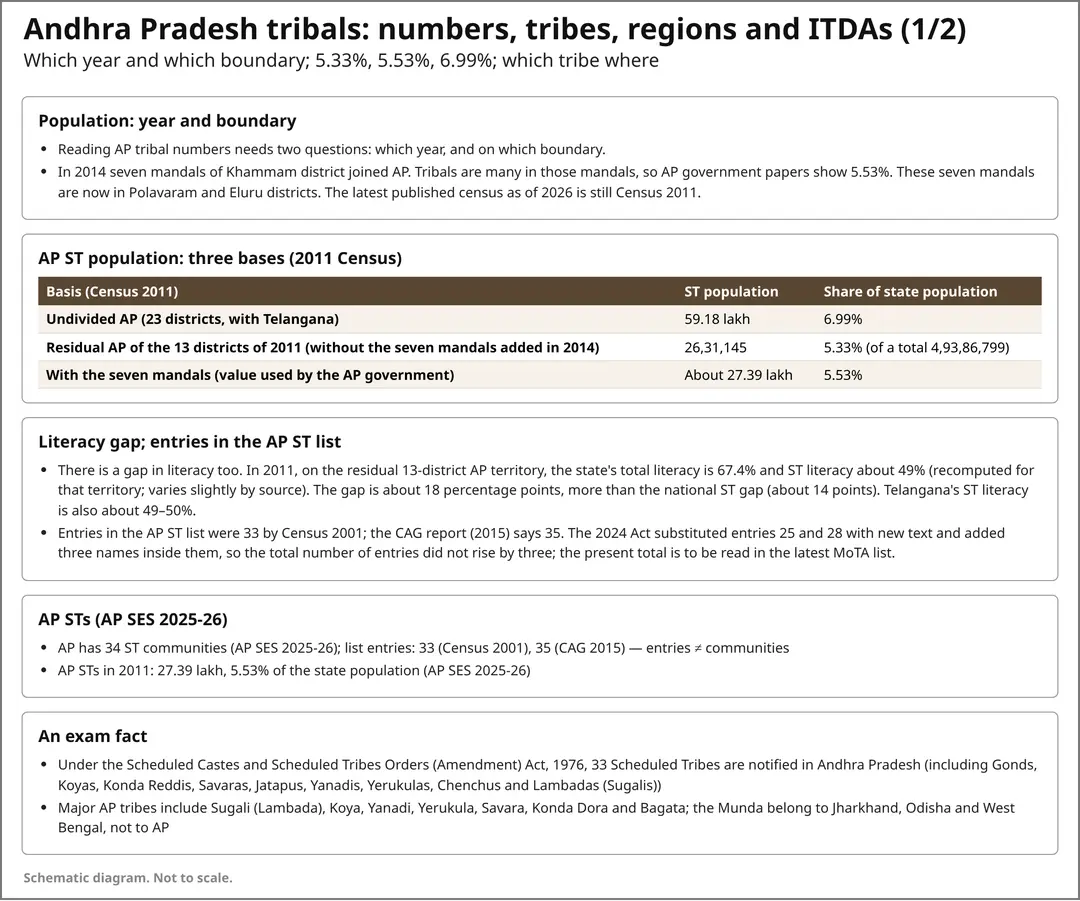 Andhra Pradesh tribals: numbers, tribes, regions and ITDAs (1/2)
Which year and which boundary; 5.33%, 5.53%, 6.99%; which tribe where
Population: year and boundary
• Reading AP tribal numbers needs two questions: which year, and on which boundary.
• In 2014 seven mandals of Khammam district joined AP. Tribals are many in those mandals, so AP government papers show 5.53%. These seven mandals
are now in Polavaram and Eluru districts. The latest published census as of 2026 is still Census 2011.
AP ST population: three bases (2011 Census)
Basis (Census 2011) ST population Share of state population
Undivided AP (23 districts, with Telangana) 59.18 lakh 6.99%
Residual AP of the 13 districts of 2011 (without the seven mandals added in 2014) 26,31,145 5.33% (of a total 4,93,86,799)
With the seven mandals (value used by the AP government) About 27.39 lakh 5.53%
Literacy gap; entries in the AP ST list
• There is a gap in literacy too. In 2011, on the residual 13-district AP territory, the state's total literacy is 67.4% and ST literacy about 49% (recomputed for
that territory; varies slightly by source). The gap is about 18 percentage points, more than the national ST gap (about 14 points). Telangana's ST literacy
is also about 49–50%.
• Entries in the AP ST list were 33 by Census 2001; the CAG report (2015) says 35. The 2024 Act substituted entries 25 and 28 with new text and added
three names inside them, so the total number of entries did not rise by three; the present total is to be read in the latest MoTA list.
AP STs (AP SES 2025-26)
• AP has 34 ST communities (AP SES 2025-26); list entries: 33 (Census 2001), 35 (CAG 2015) — entries ≠ communities
• AP STs in 2011: 27.39 lakh, 5.53% of the state population (AP SES 2025-26)
An exam fact
• Under the Scheduled Castes and Scheduled Tribes Orders (Amendment) Act, 1976, 33 Scheduled Tribes are notified in Andhra Pradesh (including Gonds,
Koyas, Konda Reddis, Savaras, Jatapus, Yanadis, Yerukulas, Chenchus and Lambadas (Sugalis))
• Major AP tribes include Sugali (Lambada), Koya, Yanadi, Yerukula, Savara, Konda Dora and Bagata; the Munda belong to Jharkhand, Odisha and West
Bengal, not to AP
Schematic diagram. Not to scale.